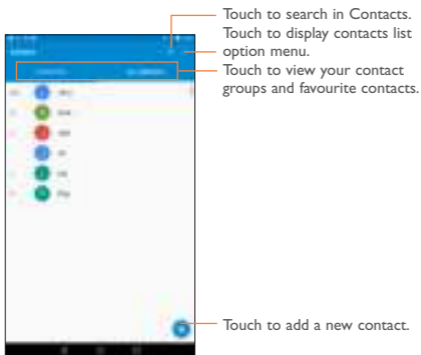 Touch to search in Contacts.
Touch to display contacts list
option menu.
Touch to view your contact
groups and favourite contacts.
Touch to add a new contact.